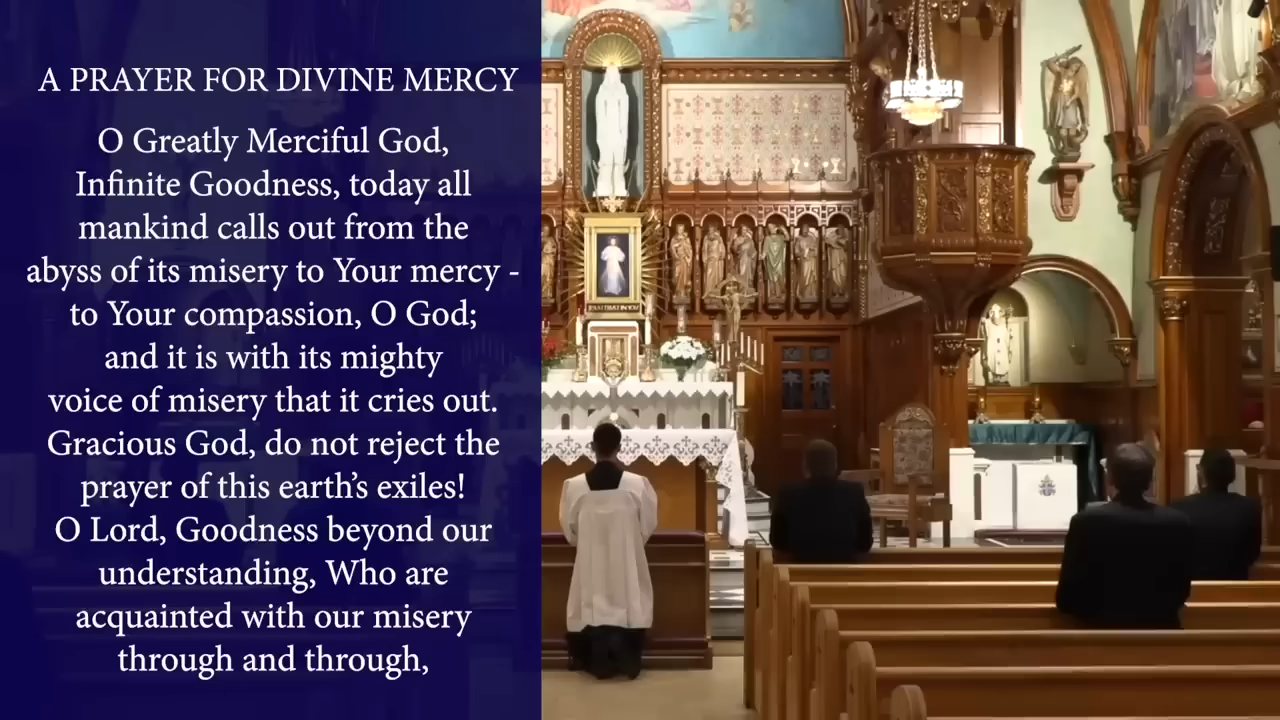 A PRAYER FOR DIVINE MERCY
O Greatly Merciful God,
Infinite Goodness, today all
mankind calls out from the
abyss of its misery to Your mercy -
to Your compassion, O God;
and it is with its mighty
voice of misery that it cries out.
Gracious God, do not reject the
prayer of this earth’s exiles!
O Lord, Goodness beyond our
understanding, Who are
acquainted with our misery
through and through,